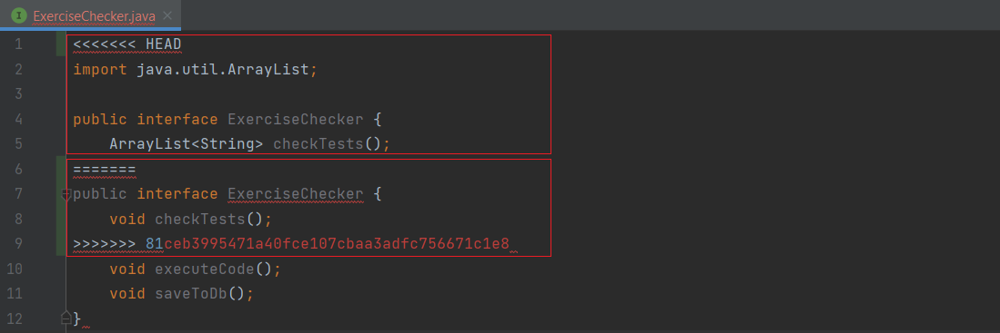 ExerciseChecker.java
1 <<<<<<< HEAD
2 import java.util.ArrayList;
3
4 public interface ExerciseChecker {
5 ArrayList<String> checkTests();
6 =======
7 public interface ExerciseChecker {
8 void checkTests();
9 >>>>>>> 81ceb3995471a40fce107cbaa3adfc756671c1e8
10 void executeCode();
11 void saveToDb();
12 }